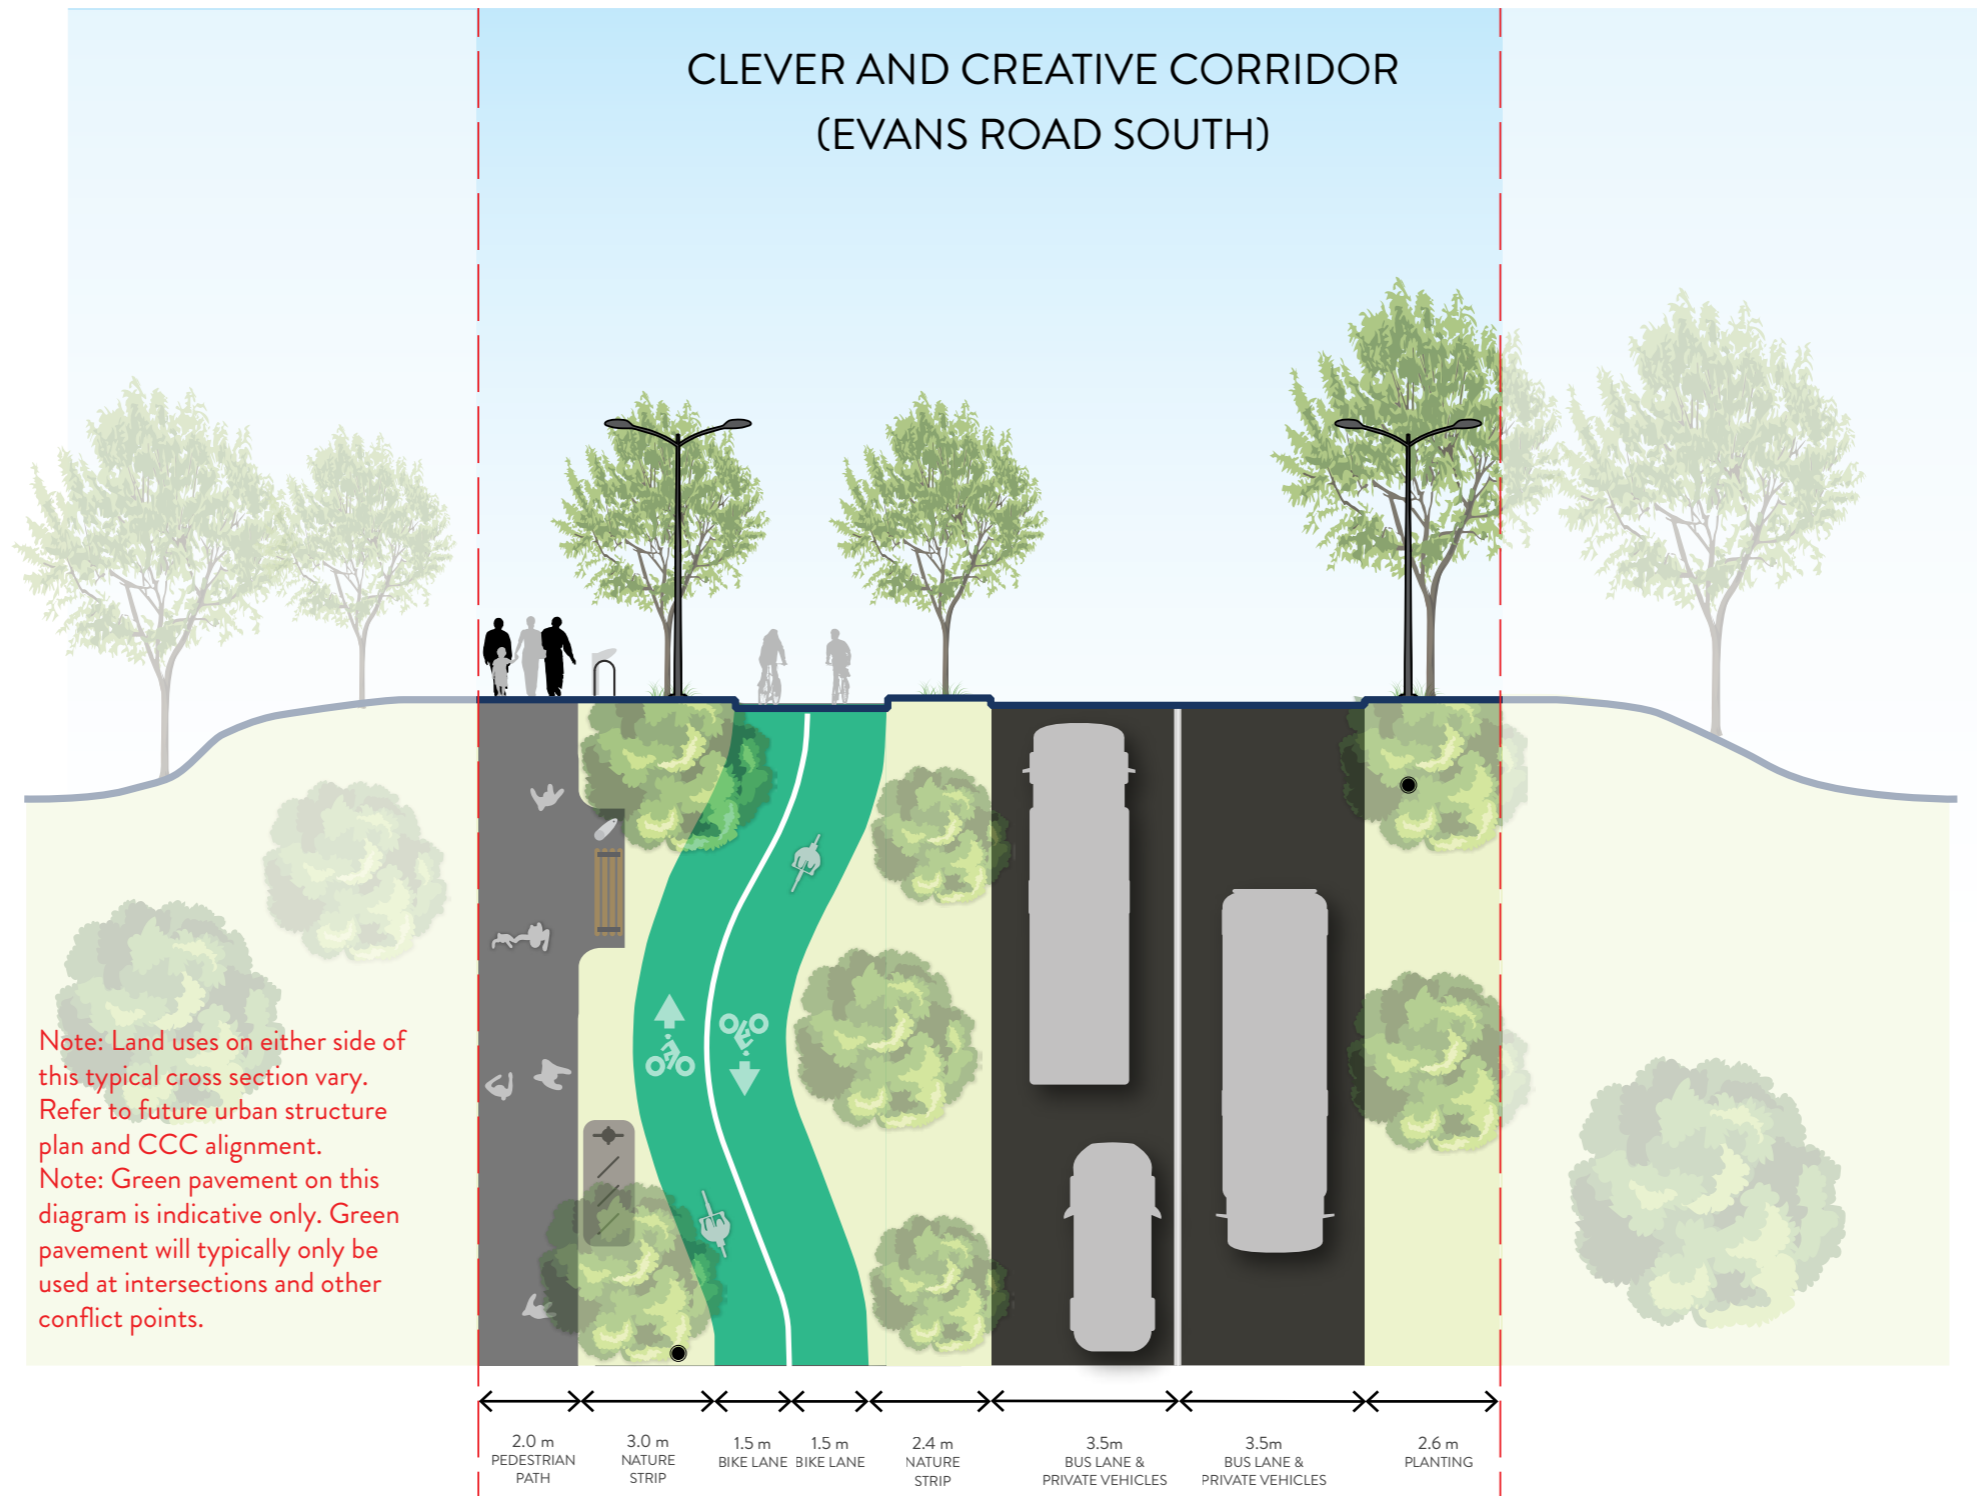 CLEVER AND CREATIVE CORRIDOR
(EVANS ROAD SOUTH)
Note: Land uses on either side of
this typical cross section vary.
Refer to future urban structure
plan and CCC alignment.
Note: Green pavement on this
diagram is indicative only. Green
pavement will typically only be
used at intersections and other
conflict points.
2.0 m
PEDESTRIAN
PATH
3.0 m
NATURE
STRIP
1.5 m
BIKE LANE
1.5 m
BIKE LANE
2.4 m
NATURE
STRIP
3.5m
BUS LANE &
PRIVATE VEHICLES
3.5m
BUS LANE &
PRIVATE VEHICLES
2.6 m
PLANTING